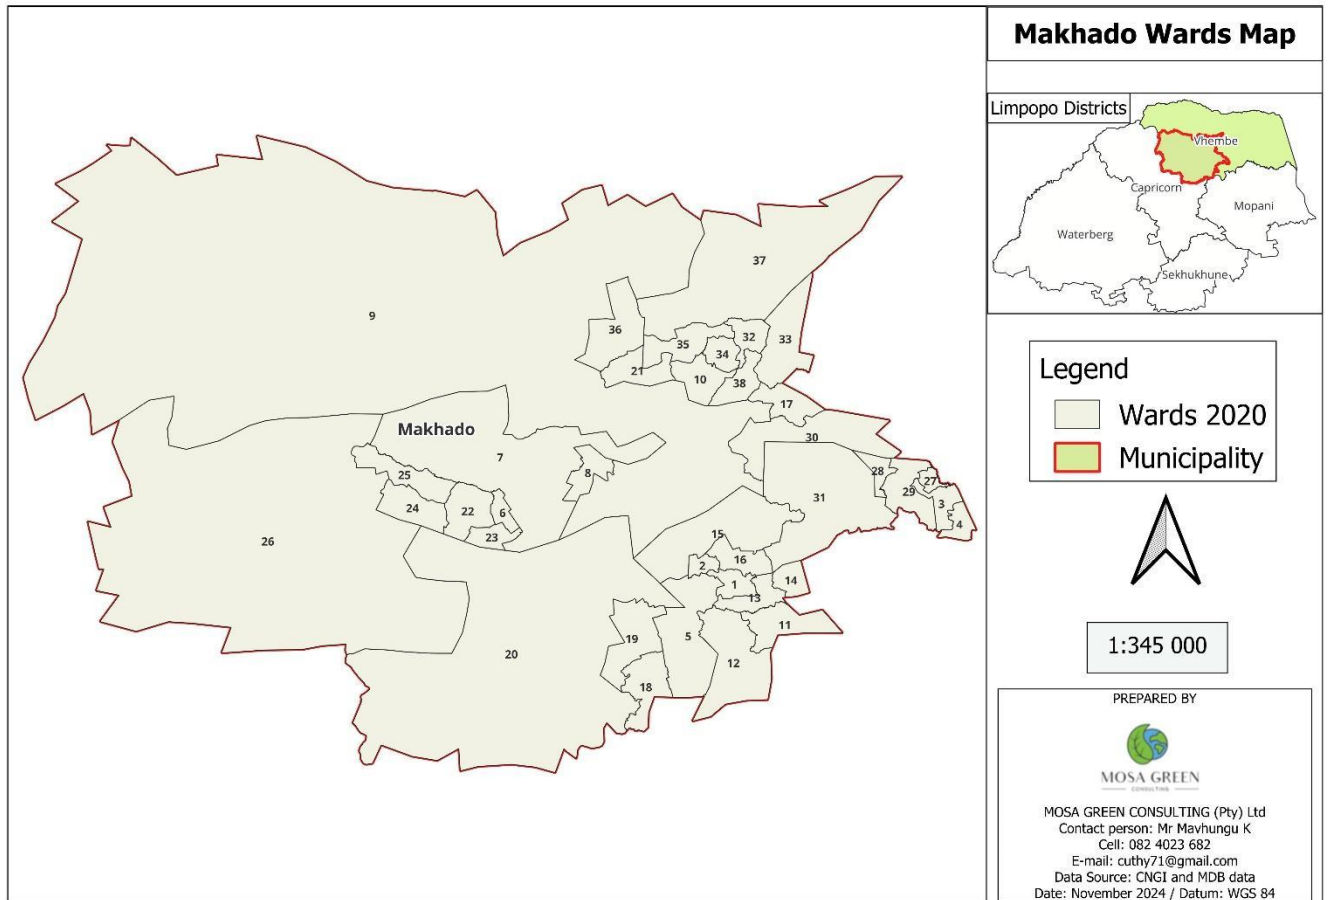 Makhado Wards Map
Limpopo Districts
Vhembe
Capricorn
Mopani
Waterberg
Sekhukhune
37
9
36
32
33
35
34
21
10
38
17
Makhado
30
7
8
28
25
27
29
31
3
24
22
6
4
15
23
26
16
2
14
1
13
11
19
5
20
12
18
Legend
Wards 2020
Municipality
1:345 000
PREPARED BY
MOSA GREEN
CONSULTING
MOSA GREEN CONSULTING (Pty) Ltd
Contact person: Mr Mavhungu K
Cell: 082 4023 682
E-mail: cuthy71@gmail.com
Data Source: CNGI and MDB data
Date: November 2024 / Datum: WGS 84